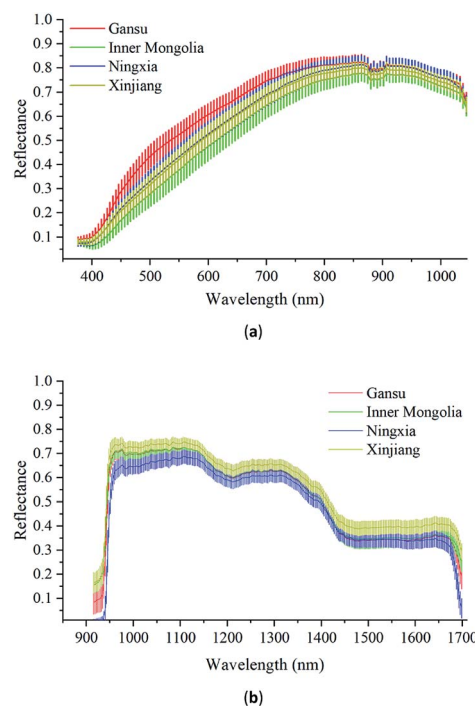 (a)
Gansu
Inner Mongolia
Ningxia
Xinjiang
Reflectance
1.0
0.9
0.8
0.7
0.6
0.5
0.4
0.3
0.2
0.1
400 500 600 700 800 900 1000
Wavelength (nm)
(a)
Gansu
Inner Mongolia
Ningxia
Xinjiang
Reflectance
1.0
0.9
0.8
0.7
0.6
0.5
0.4
0.3
0.2
0.1
900 1000 1100 1200 1300 1400 1500 1600 1700
Wavelength (nm)
(b)